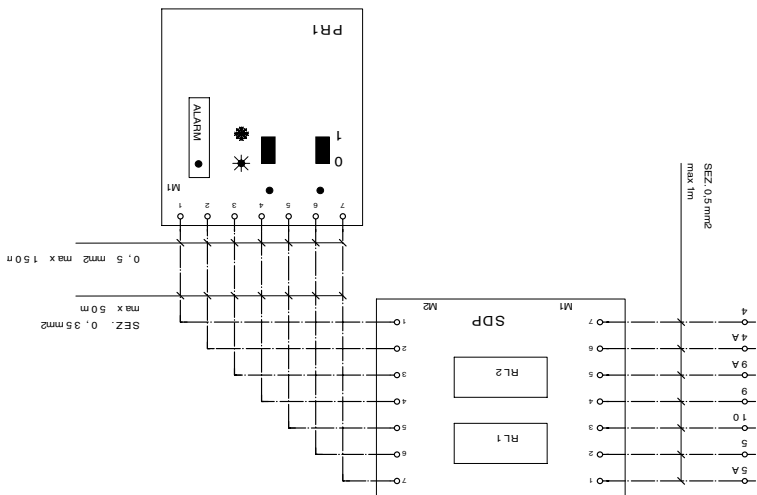 PR1
1
0
ALARM
M1
1 2 3 4 5 6 7
0,5 mm2 max 150m
SEZ. 0,35mm2
max 50m
SEZ. 0,5 mm2
max 1m
M2
SDP
M1
1
2
3
4
5
6
7
RL2
RL1
7
6
5
4
3
2
1
4
4A
9A
9
10
5
5A